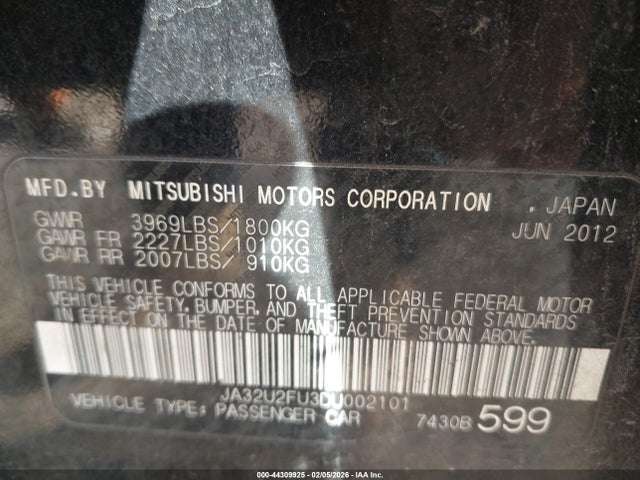 MFD.BY MITSUBISHI MOTORS CORPORATION . JAPAN
GVWR 3969LBS/1800KG JUN 2012
GAWR FR 2227LBS/1010KG
GAWR RR 2007LBS/ 910KG
THIS VEHICLE CONFORMS TO ALL APPLICABLE FEDERAL MOTOR
VEHICLE SAFETY, BUMPER, AND THEFT PREVENTION STANDARDS
IN EFFECT ON THE DATE OF MANUFACTURE SHOWN ABOVE.
JA32U2FU3DU002101
VEHICLE TYPE: PASSENGER CAR 7430B 599
000-44309925 - 02/05/2026 - IAA Inc.